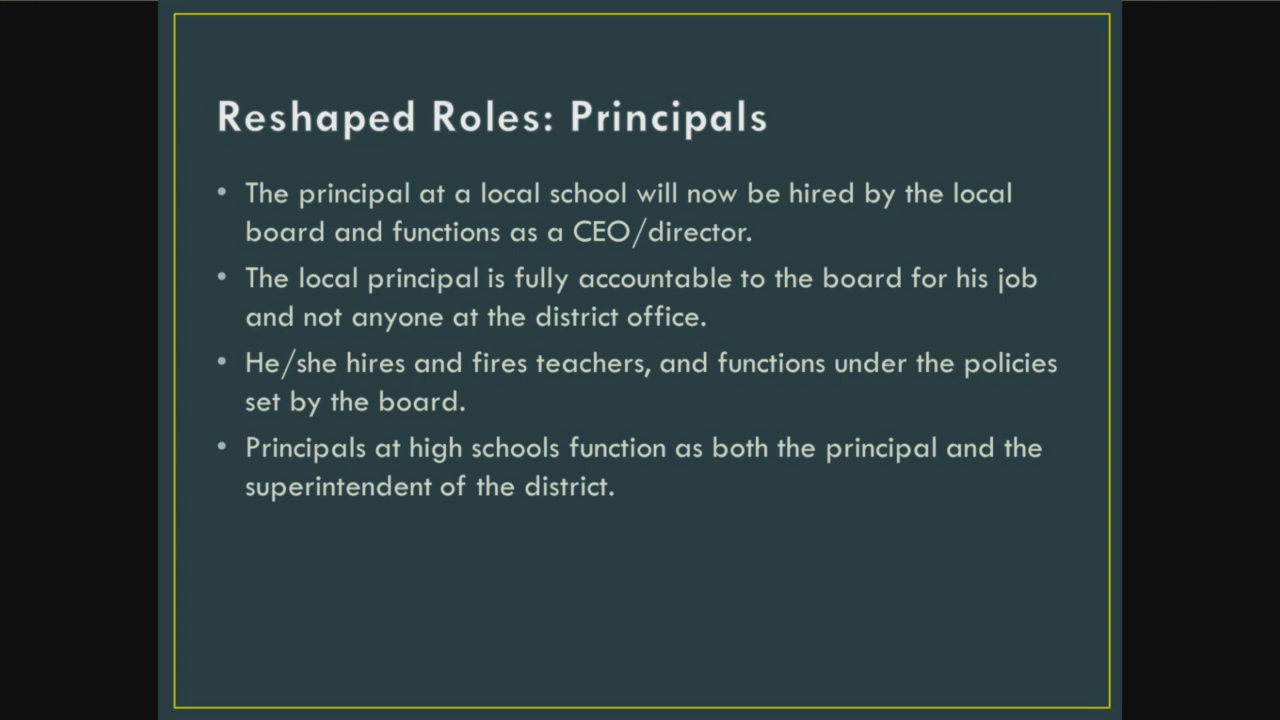 Reshaped Roles: Principals
• The principal at a local school will now be hired by the local
board and functions as a CEO/director.
• The local principal is fully accountable to the board for his job
and not anyone at the district office.
• He/she hires and fires teachers, and functions under the policies
set by the board.
• Principals at high schools function as both the principal and the
superintendent of the district.